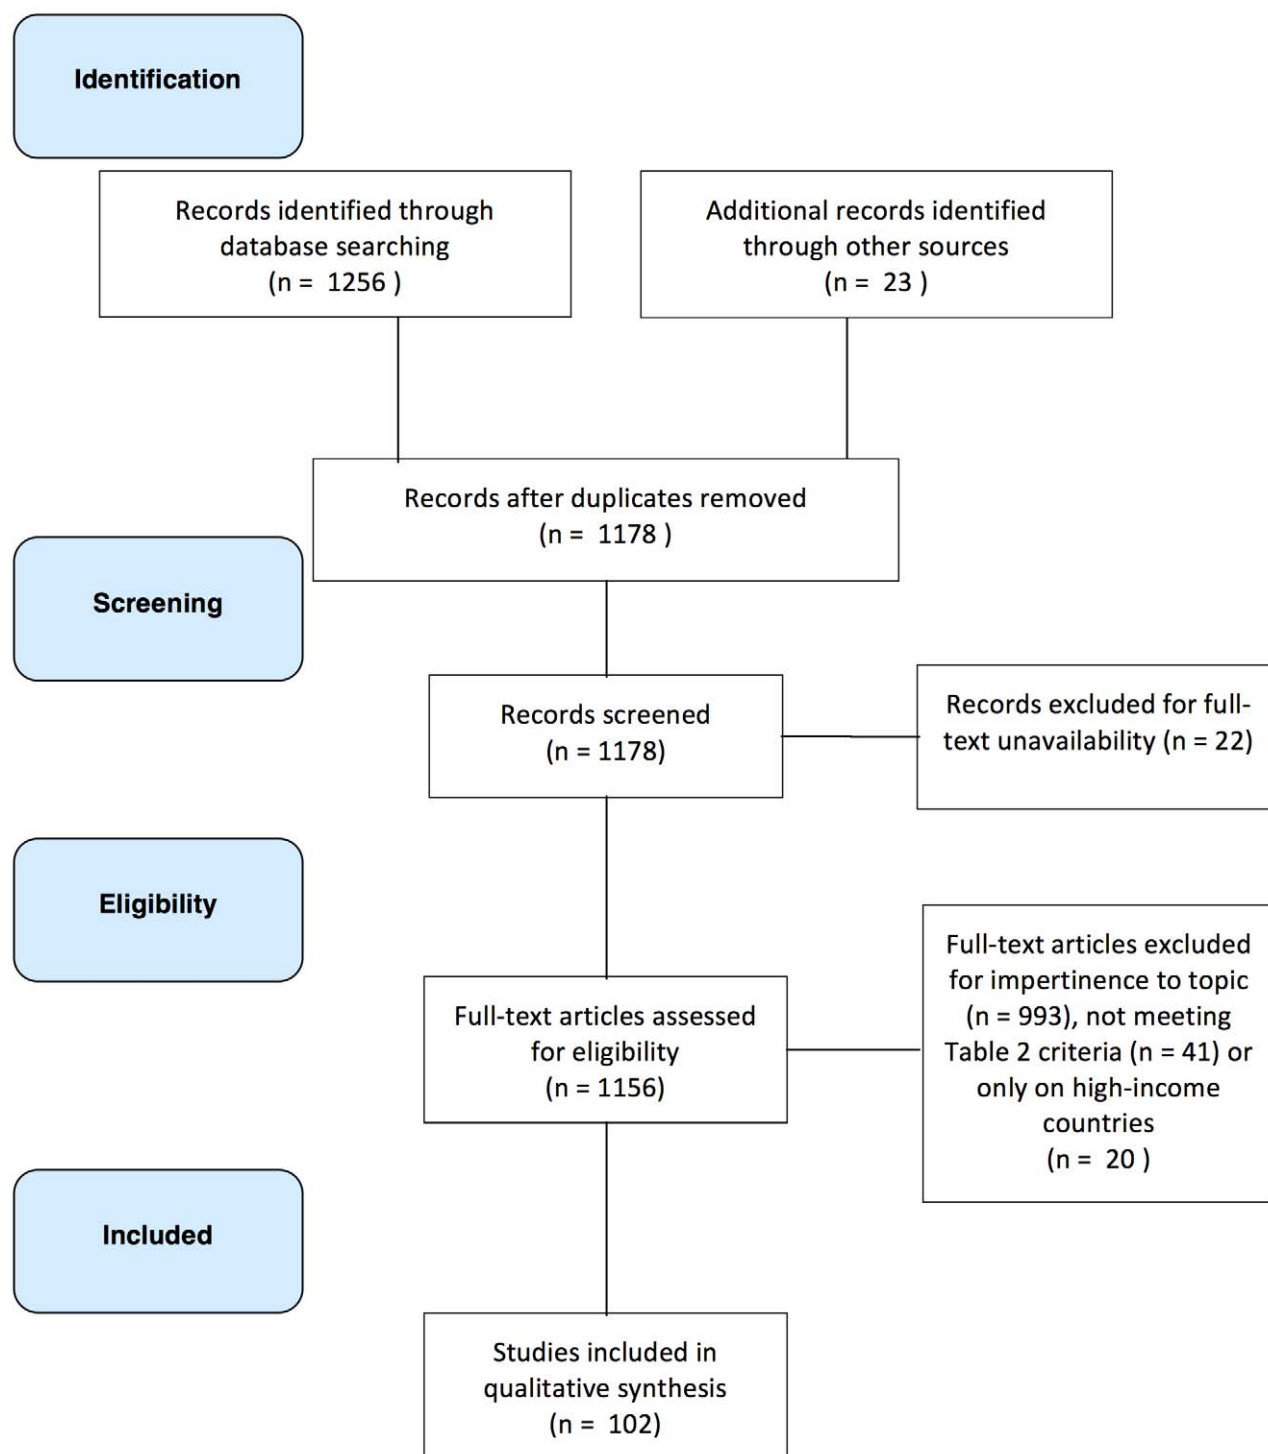 Identification
Records identified through
database searching
(n =  1256 )
Additional records identified
through other sources
(n =  23 )
Records after duplicates removed
(n =  1178 )
Screening
Records screened
(n = 1178)
Records excluded for full-
text unavailability (n = 22)
Eligibility
Full-text articles assessed
for eligibility
(n = 1156)
Full-text articles excluded
for impertinence to topic
(n = 993), not meeting
Table 2 criteria (n = 41) or
only on high-income
countries
(n =  20 )
Included
Studies included in
qualitative synthesis
(n =  102)